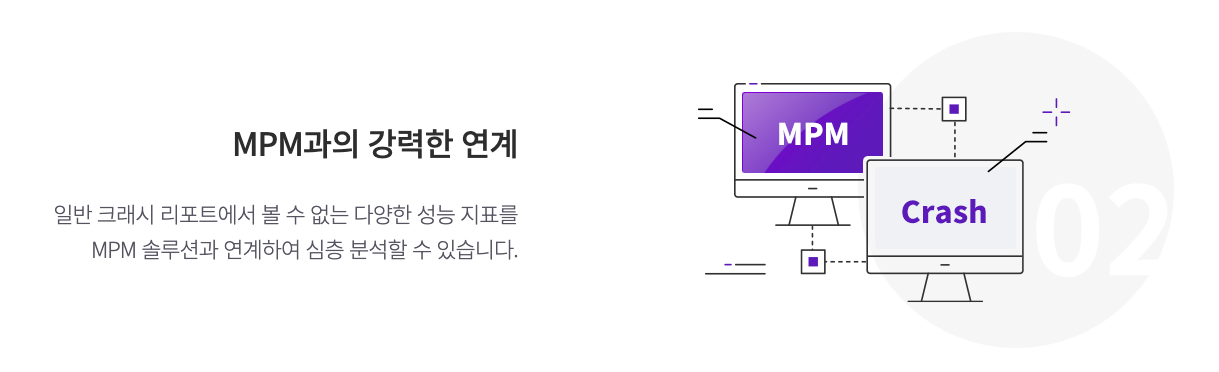 MPM과의 강력한 연계
일반 크래시 리포트에서 볼 수 없는 다양한 성능 지표를
MPM 솔루션과 연계하여 심층 분석할 수 있습니다.
MPM
Crash
02